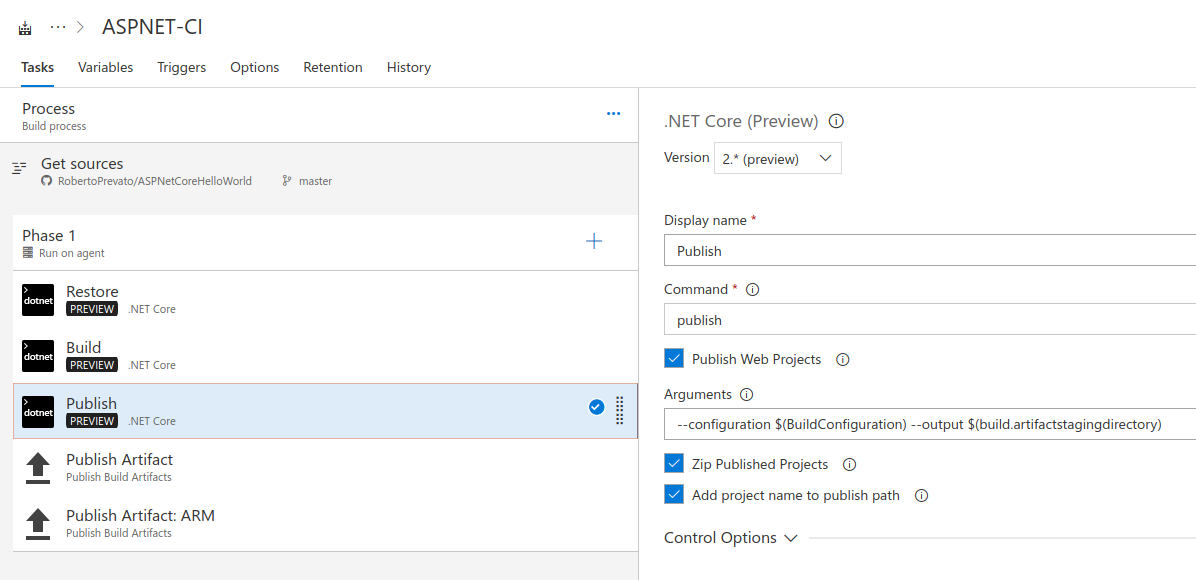 ··· > ASPNET-CI
Tasks Variables Triggers Options Retention History
Process
Build process
Get sources
RobertoPrevato/ASPNetCoreHelloWorld master
Phase 1
Run on agent
dotnet Restore
PREVIEW .NET Core
dotnet Build
PREVIEW .NET Core
dotnet Publish
PREVIEW .NET Core
Publish Artifact
Publish Build Artifacts
Publish Artifact: ARM
Publish Build Artifacts
.NET Core (Preview)
Version 2.* (preview)
Display name *
Publish
Command *
publish
Publish Web Projects
Arguments
--configuration $(BuildConfiguration) --output $(build.artifactstagingdirectory)
Zip Published Projects
Add project name to publish path
Control Options